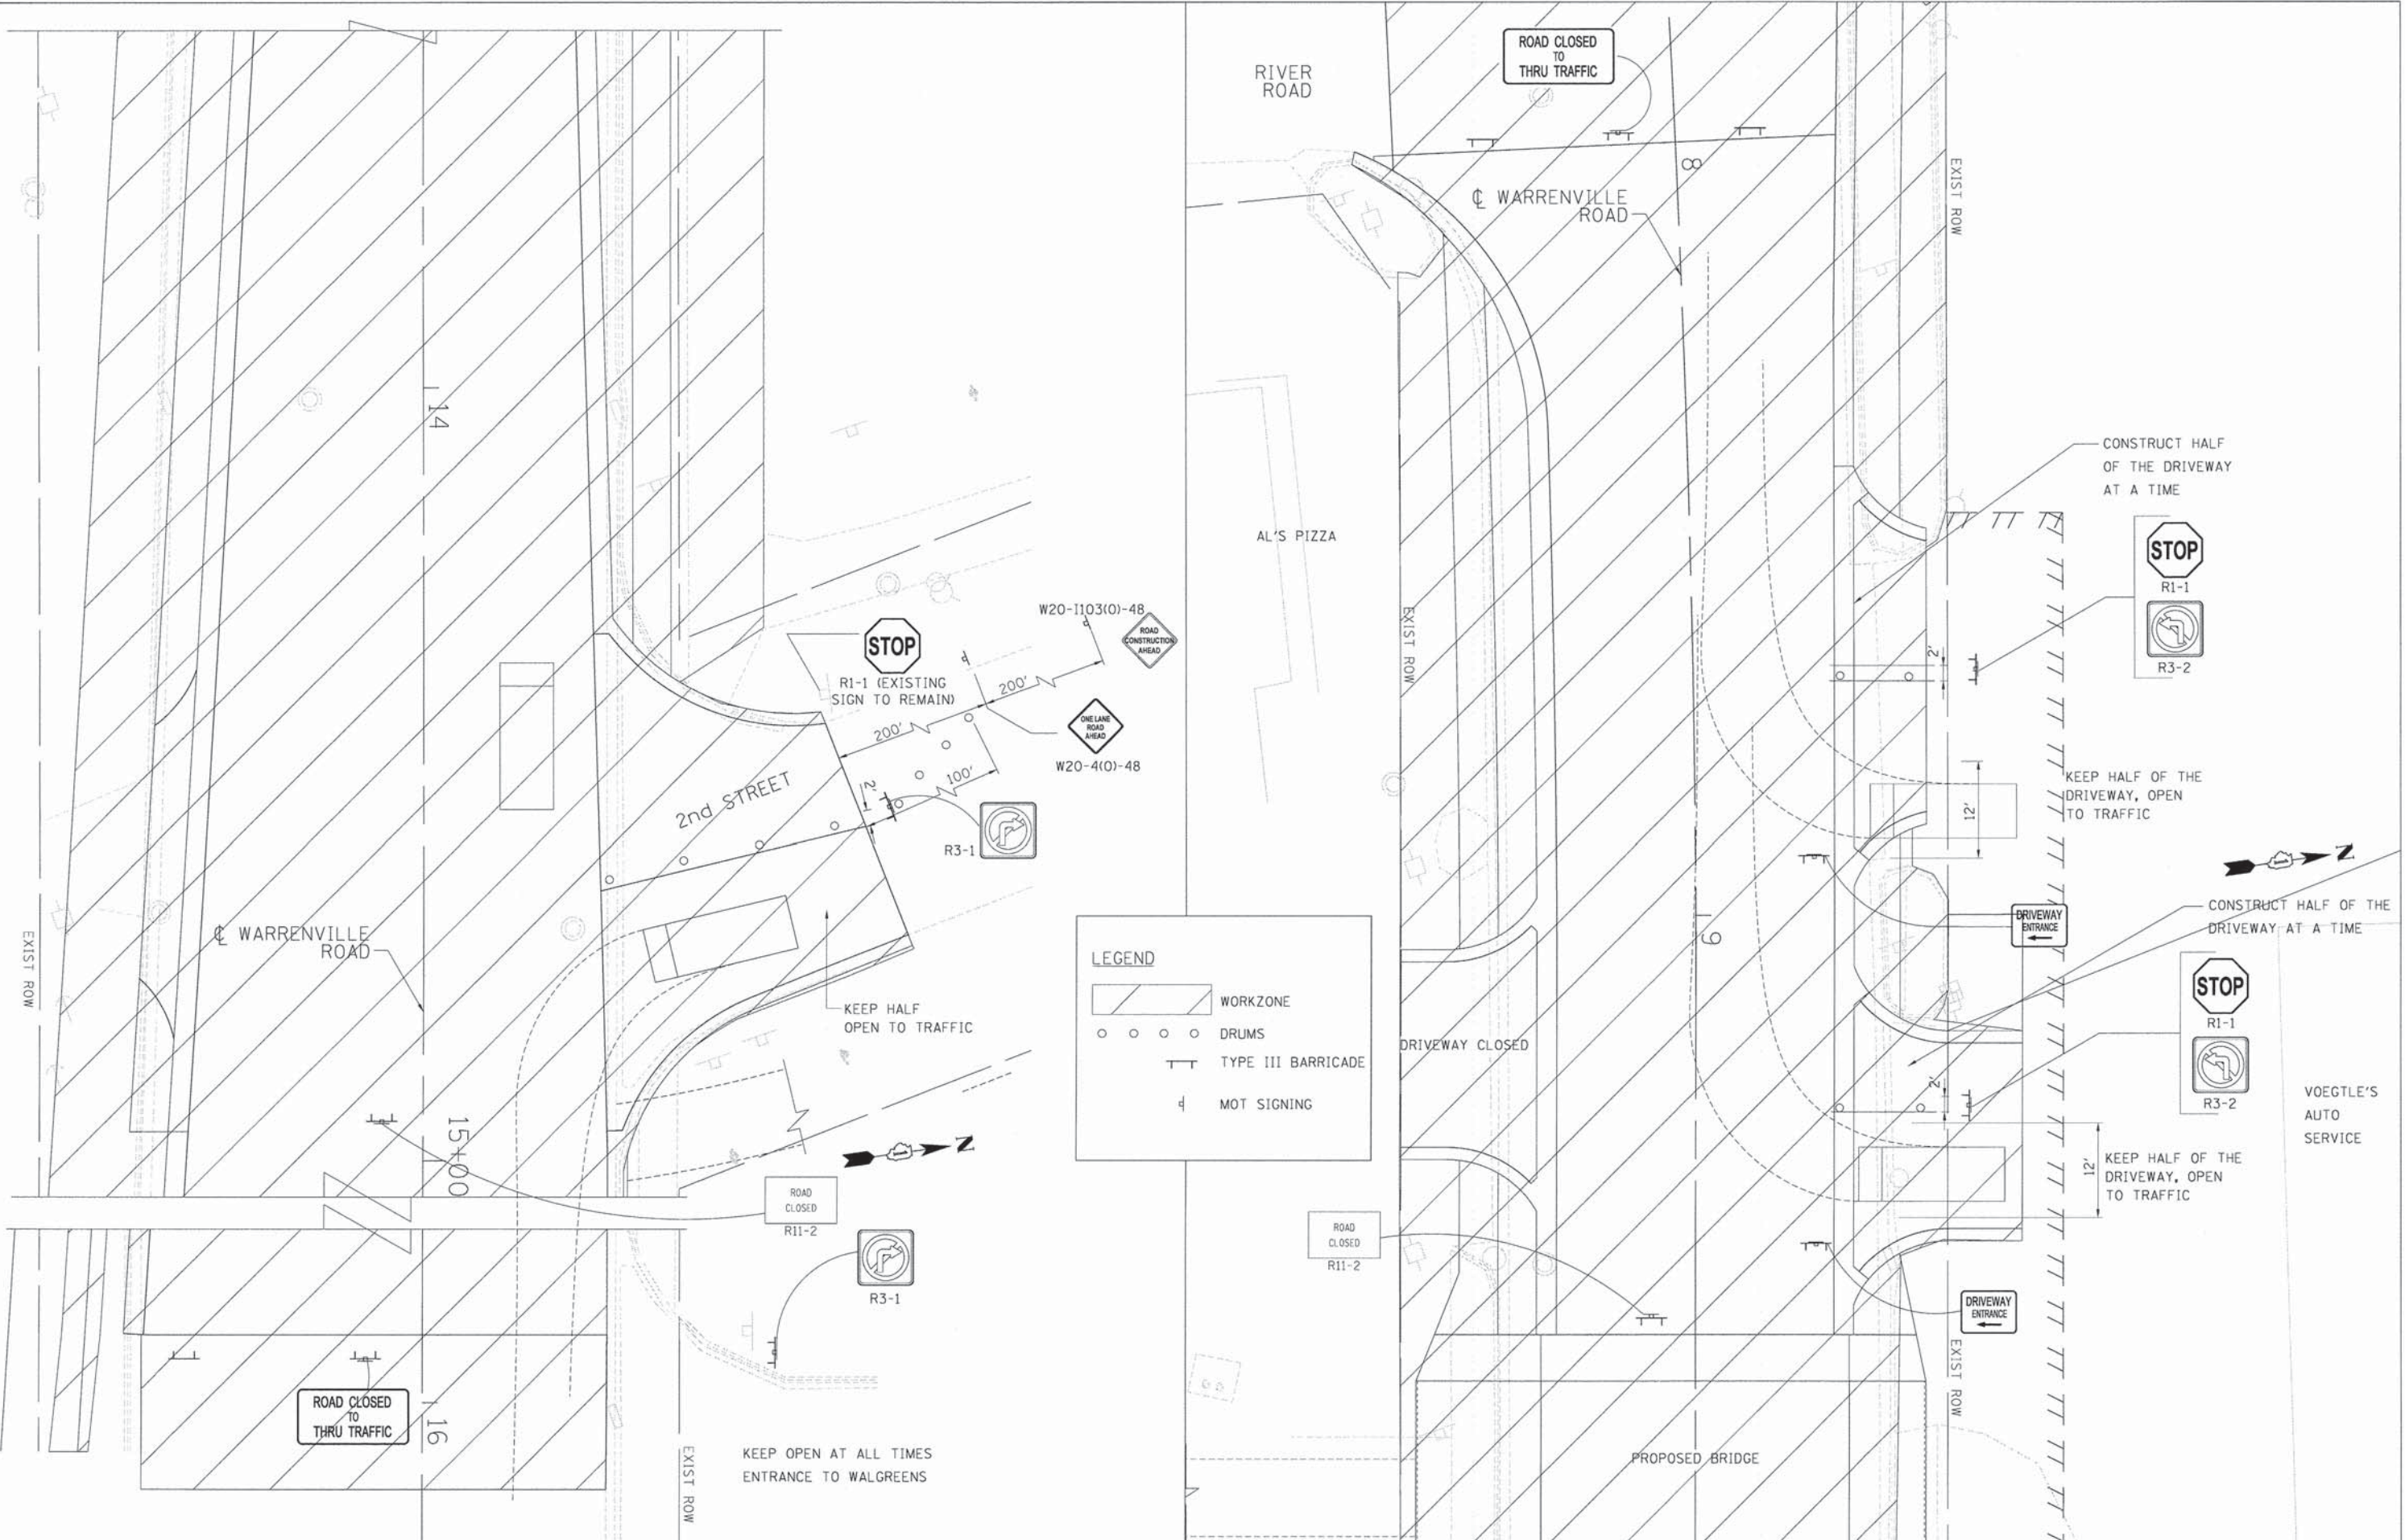 14
STOP
R1-1 (EXISTING
SIGN TO REMAIN)
W20-I103(O)-48
ROAD
CONSTRUCTION
AHEAD
200'
200'
ONE LANE
ROAD
AHEAD
W20-4(O)-48
100'
2'
2nd STREET
R3-1
EXIST ROW
℄ WARRENVILLE
ROAD
KEEP HALF
OPEN TO TRAFFIC
15+00
N
ROAD
CLOSED
R11-2
R3-1
ROAD CLOSED
TO
THRU TRAFFIC
16
EXIST ROW
KEEP OPEN AT ALL TIMES
ENTRANCE TO WALGREENS
LEGEND
WORKZONE
DRUMS
TYPE III BARRICADE
MOT SIGNING
RIVER
ROAD
ROAD CLOSED
TO
THRU TRAFFIC
8
℄ WARRENVILLE
ROAD
EXIST ROW
AL'S PIZZA
EXIST ROW
CONSTRUCT HALF
OF THE DRIVEWAY
AT A TIME
STOP
R1-1
R3-2
2'
KEEP HALF OF THE
DRIVEWAY, OPEN
TO TRAFFIC
12'
N
9
DRIVEWAY
ENTRANCE
CONSTRUCT HALF OF THE
DRIVEWAY AT A TIME
STOP
R1-1
R3-2
DRIVEWAY CLOSED
2'
VOEGTLE'S
AUTO
SERVICE
12'
KEEP HALF OF THE
DRIVEWAY, OPEN
TO TRAFFIC
ROAD
CLOSED
R11-2
DRIVEWAY
ENTRANCE
EXIST ROW
PROPOSED BRIDGE